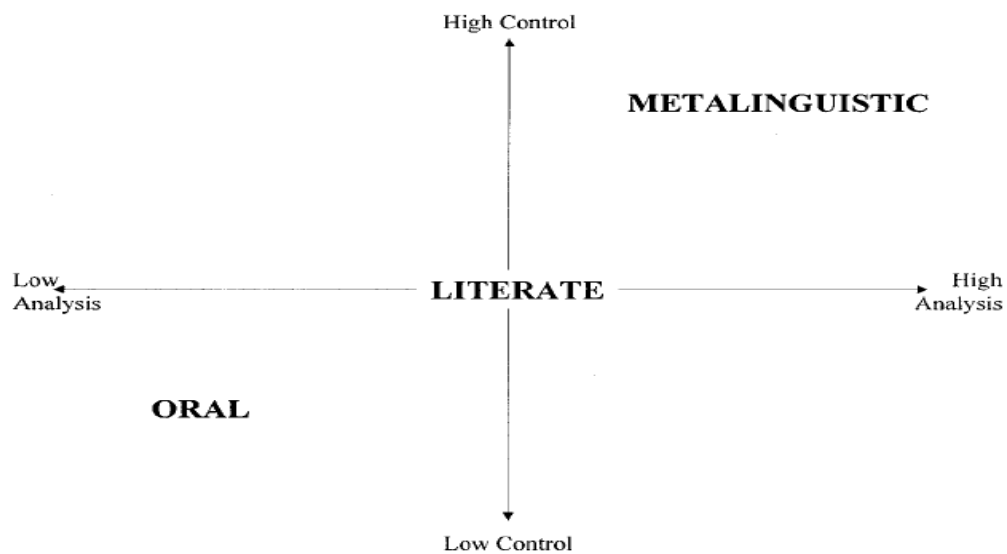 High Control
METALINGUISTIC
Low
Analysis
LITERATE
High
Analysis
ORAL
Low Control